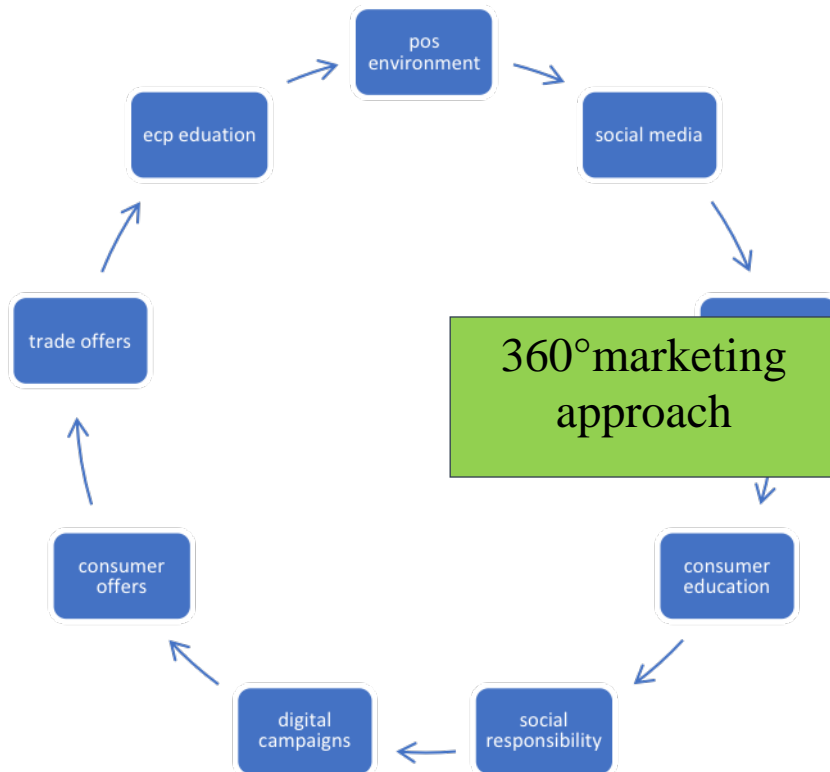 pos
environment
social media
360°marketing
approach
consumer
education
social
responsibility
digital
campaigns
consumer
offers
trade offers
ecp eduation